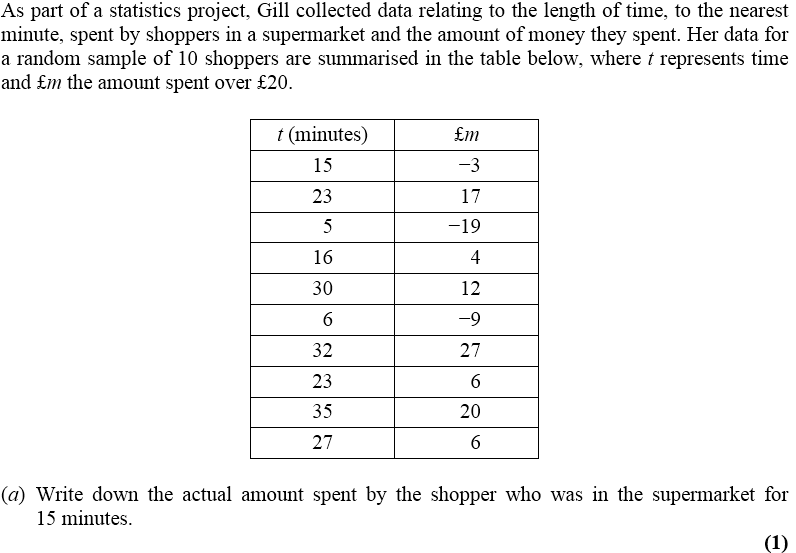 As part of a statistics project, Gill collected data relating to the length of time, to the nearest
minute, spent by shoppers in a supermarket and the amount of money they spent. Her data for
a random sample of 10 shoppers are summarised in the table below, where t represents time
and £m the amount spent over £20.
t (minutes) £m
15 −3
23 17
5 −19
16 4
30 12
6 −9
32 27
23 6
35 20
27 6
(a) Write down the actual amount spent by the shopper who was in the supermarket for
15 minutes.
(1)